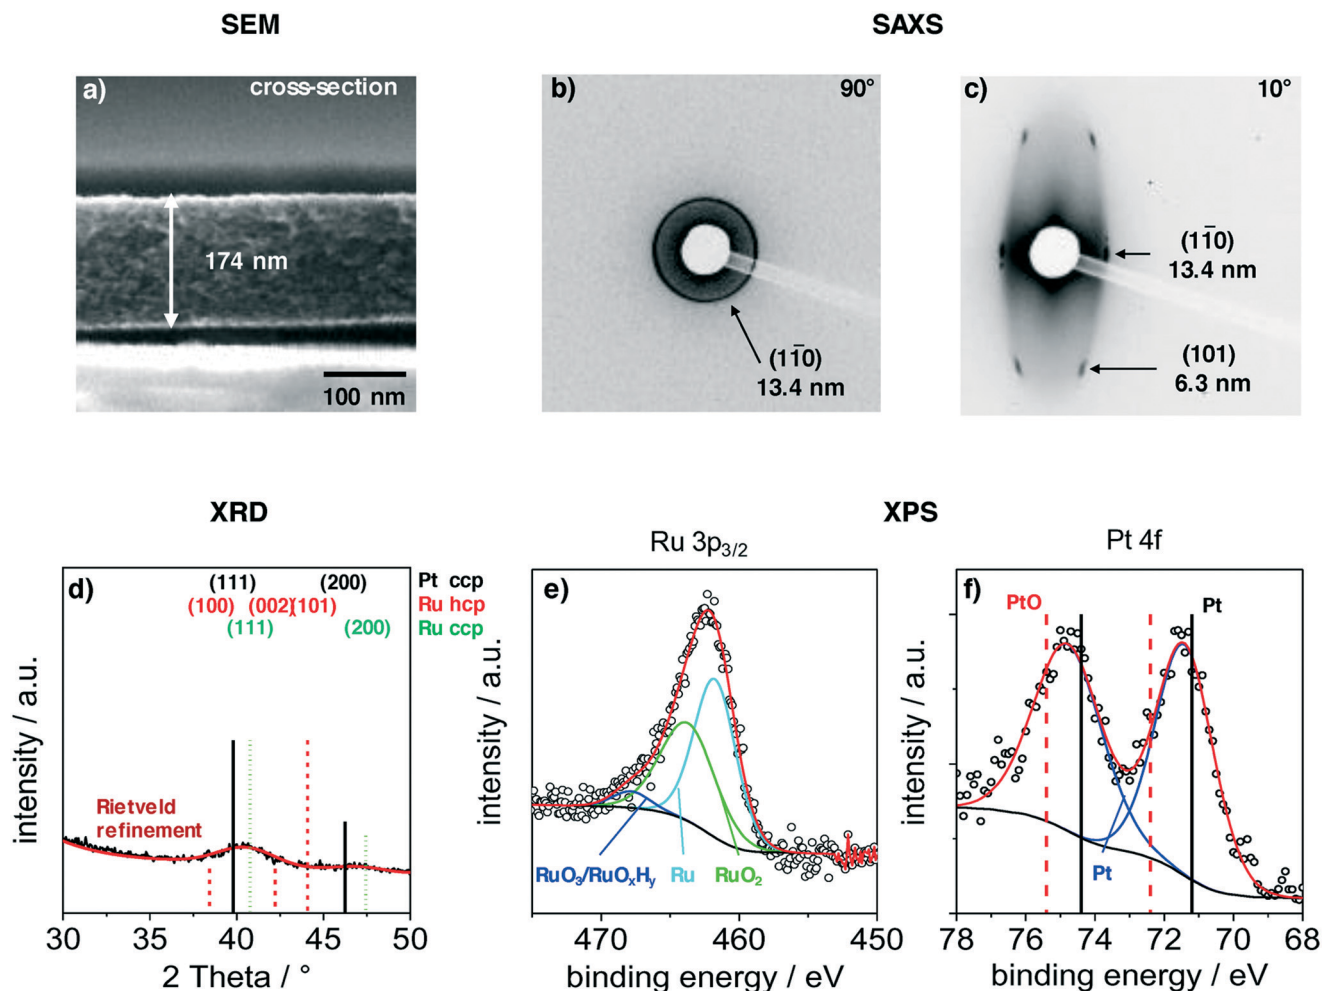 SEM
SAXS
a)
cross-section
174 nm
100 nm
b)
90°
(11̅0)
13.4 nm
c)
10°
(11̅0)
13.4 nm
(101)
6.3 nm
XRD
XPS
d)
(111) (200) Pt ccp
(100) (002) (101) Ru hcp
(111) (200) Ru ccp
Rietveld
refinement
intensity / a.u.
30 35 40 45 50
2 Theta / °
Ru 3p₃/₂
e)
RuO₃/RuOₓHᵧ Ru RuO₂
intensity / a.u.
470 460 450
binding energy / eV
Pt 4f
f)
PtO
Pt
Pt
intensity / a.u.
78 76 74 72 70 68
binding energy / eV